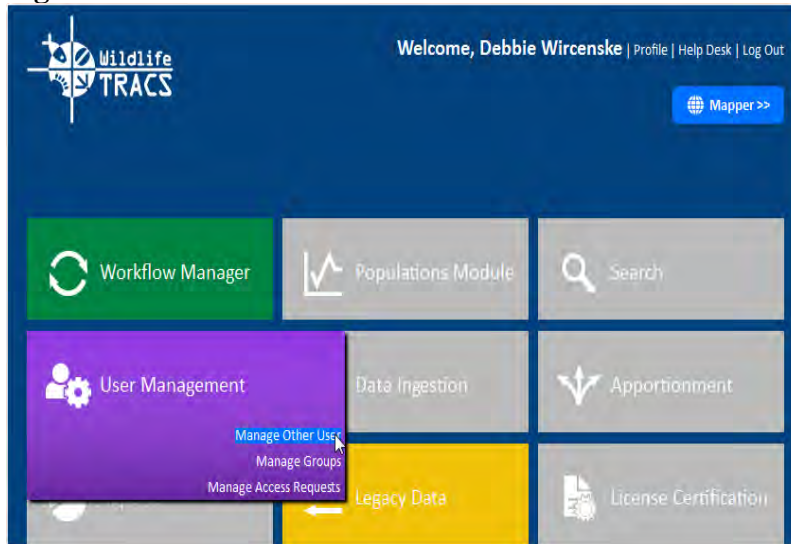 Wildlife
TRACS
Welcome, Debbie Wircenske | Profile | Help Desk | Log Out
Mapper >>
Workflow Manager
Populations Module
Search
User Management
Data Ingestion
Apportionment
Manage Other User
Manage Groups
Manage Access Requests
Legacy Data
License Certification